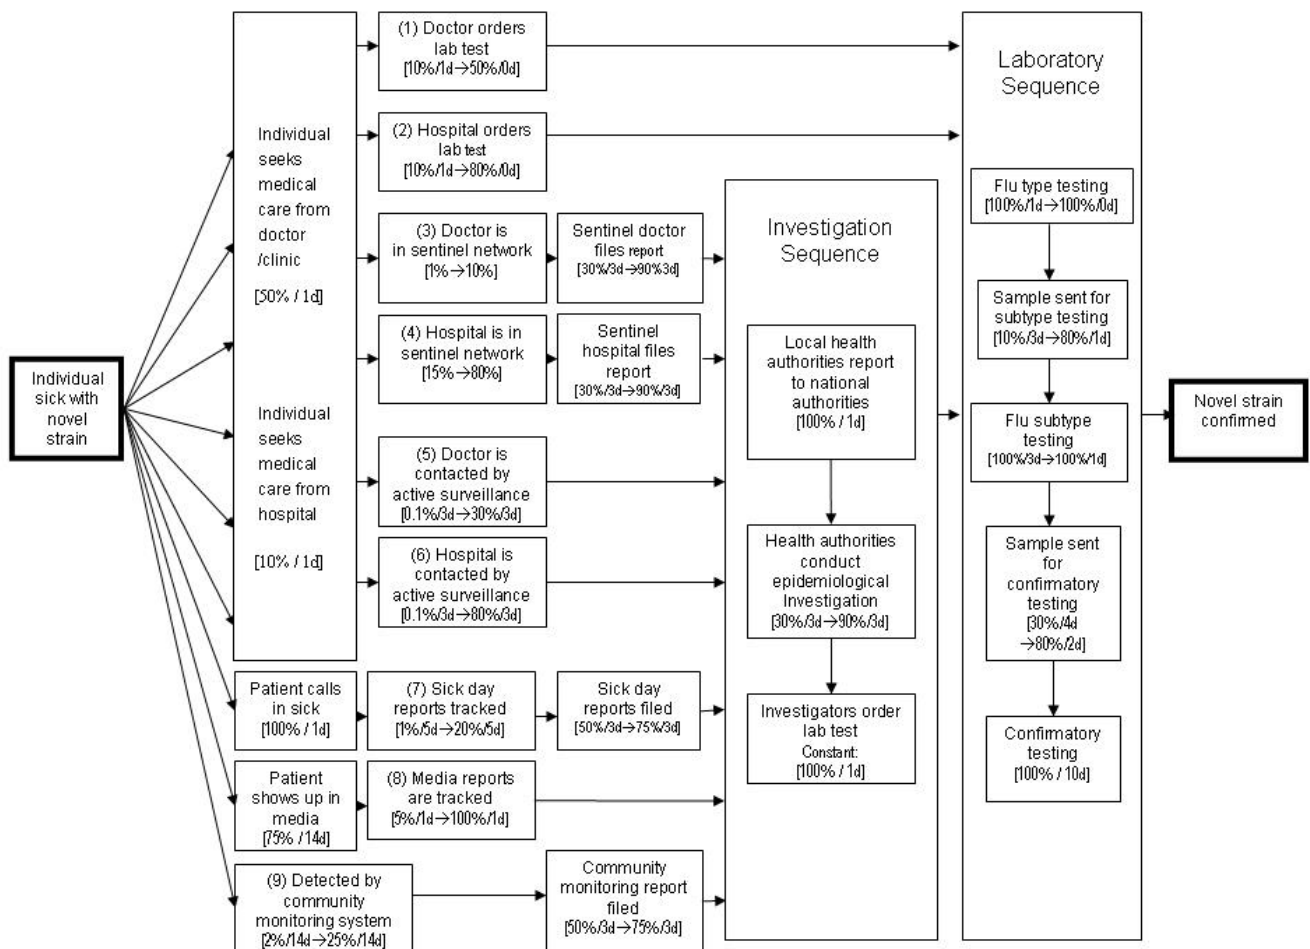 Individual
sick with
novel
strain
Individual
seeks
medical
care from
doctor
/clinic
[50% / 1d]
Individual
seeks
medical
care from
hospital
[10% / 1d]
(1) Doctor orders
lab test
[10%/1d→50%/0d]
(2) Hospital orders
lab test
[10%/1d→80%/0d]
(3) Doctor is
in sentinel network
[1% →10%]
Sentinel doctor
files report
[30%/3d→90%3d]
(4) Hospital is in
sentinel network
[15% →80%]
Sentinel
hospital files
report
[30%/3d→90%/3d]
(5) Doctor is
contacted by
active surveillance
[0.1%/3d→30%/3d]
(6) Hospital is
contacted by
active surveillance
[0.1%/3d→80%/3d]
Patient calls
in sick
[100% / 1d]
(7) Sick day
reports tracked
[1%/5d→20%/5d]
Sick day
reports filed
[50%/3d→75%/3d]
Patient
shows up in
media
[75% /14d]
(8) Media reports
are tracked
[5%/1d→100%/1d]
(9) Detected by
community
monitoring system
[2%/14d→25%/14d]
Community
monitoring report
filed
[50%/3d→75%/3d]
Investigation
Sequence
Local health
authorities report
to national
authorities
[100% / 1d]
Health authorities
conduct
epidemiological
Investigation
[30%/3d→90%/3d]
Investigators order
lab test
Constant:
[100% / 1d]
Laboratory
Sequence
Flu type testing
[100%/1d→100%/0d]
Sample sent for
subtype testing
[10%/3d→80%/1d]
Flu subtype
testing
[100%/3d→100%/1d]
Sample sent
for
confirmatory
testing
[30%/4d
→80%/2d]
Confirmatory
testing
[100% / 10d]
Novel strain
confirmed